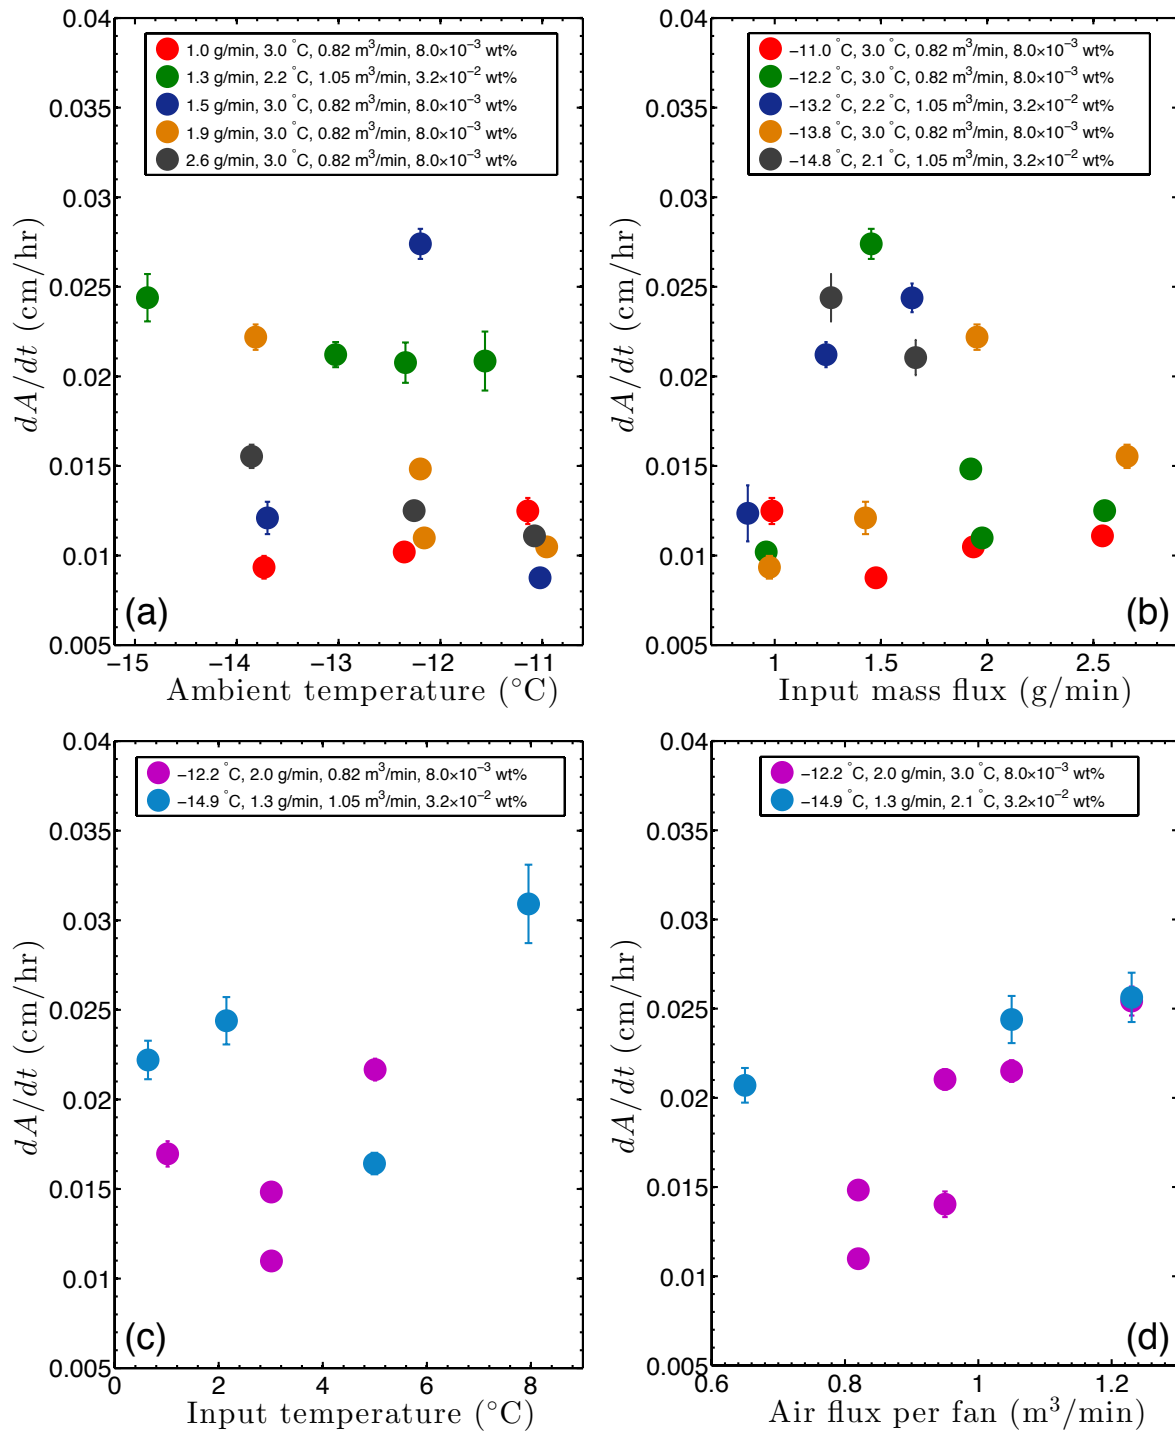 1.0 g/min, 3.0 °C, 0.82 m³/min, 8.0×10⁻³ wt%
1.3 g/min, 2.2 °C, 1.05 m³/min, 3.2×10⁻² wt%
1.5 g/min, 3.0 °C, 0.82 m³/min, 8.0×10⁻³ wt%
1.9 g/min, 3.0 °C, 0.82 m³/min, 8.0×10⁻³ wt%
2.6 g/min, 3.0 °C, 0.82 m³/min, 8.0×10⁻³ wt%
0.04
0.035
0.03
0.025
0.02
0.015
0.01
0.005
dA/dt (cm/hr)
(a)
−15 −14 −13 −12 −11
Ambient temperature (°C)
−11.0 °C, 3.0 °C, 0.82 m³/min, 8.0×10⁻³ wt%
−12.2 °C, 3.0 °C, 0.82 m³/min, 8.0×10⁻³ wt%
−13.2 °C, 2.2 °C, 1.05 m³/min, 3.2×10⁻² wt%
−13.8 °C, 3.0 °C, 0.82 m³/min, 8.0×10⁻³ wt%
−14.8 °C, 2.1 °C, 1.05 m³/min, 3.2×10⁻² wt%
0.04
0.035
0.03
0.025
0.02
0.015
0.01
0.005
dA/dt (cm/hr)
(b)
1 1.5 2 2.5
Input mass flux (g/min)
−12.2 °C, 2.0 g/min, 0.82 m³/min, 8.0×10⁻³ wt%
−14.9 °C, 1.3 g/min, 1.05 m³/min, 3.2×10⁻² wt%
0.04
0.035
0.03
0.025
0.02
0.015
0.01
0.005
dA/dt (cm/hr)
(c)
0 2 4 6 8
Input temperature (°C)
−12.2 °C, 2.0 g/min, 3.0 °C, 8.0×10⁻³ wt%
−14.9 °C, 1.3 g/min, 2.1 °C, 3.2×10⁻² wt%
0.04
0.035
0.03
0.025
0.02
0.015
0.01
0.005
dA/dt (cm/hr)
(d)
0.6 0.8 1 1.2
Air flux per fan (m³/min)